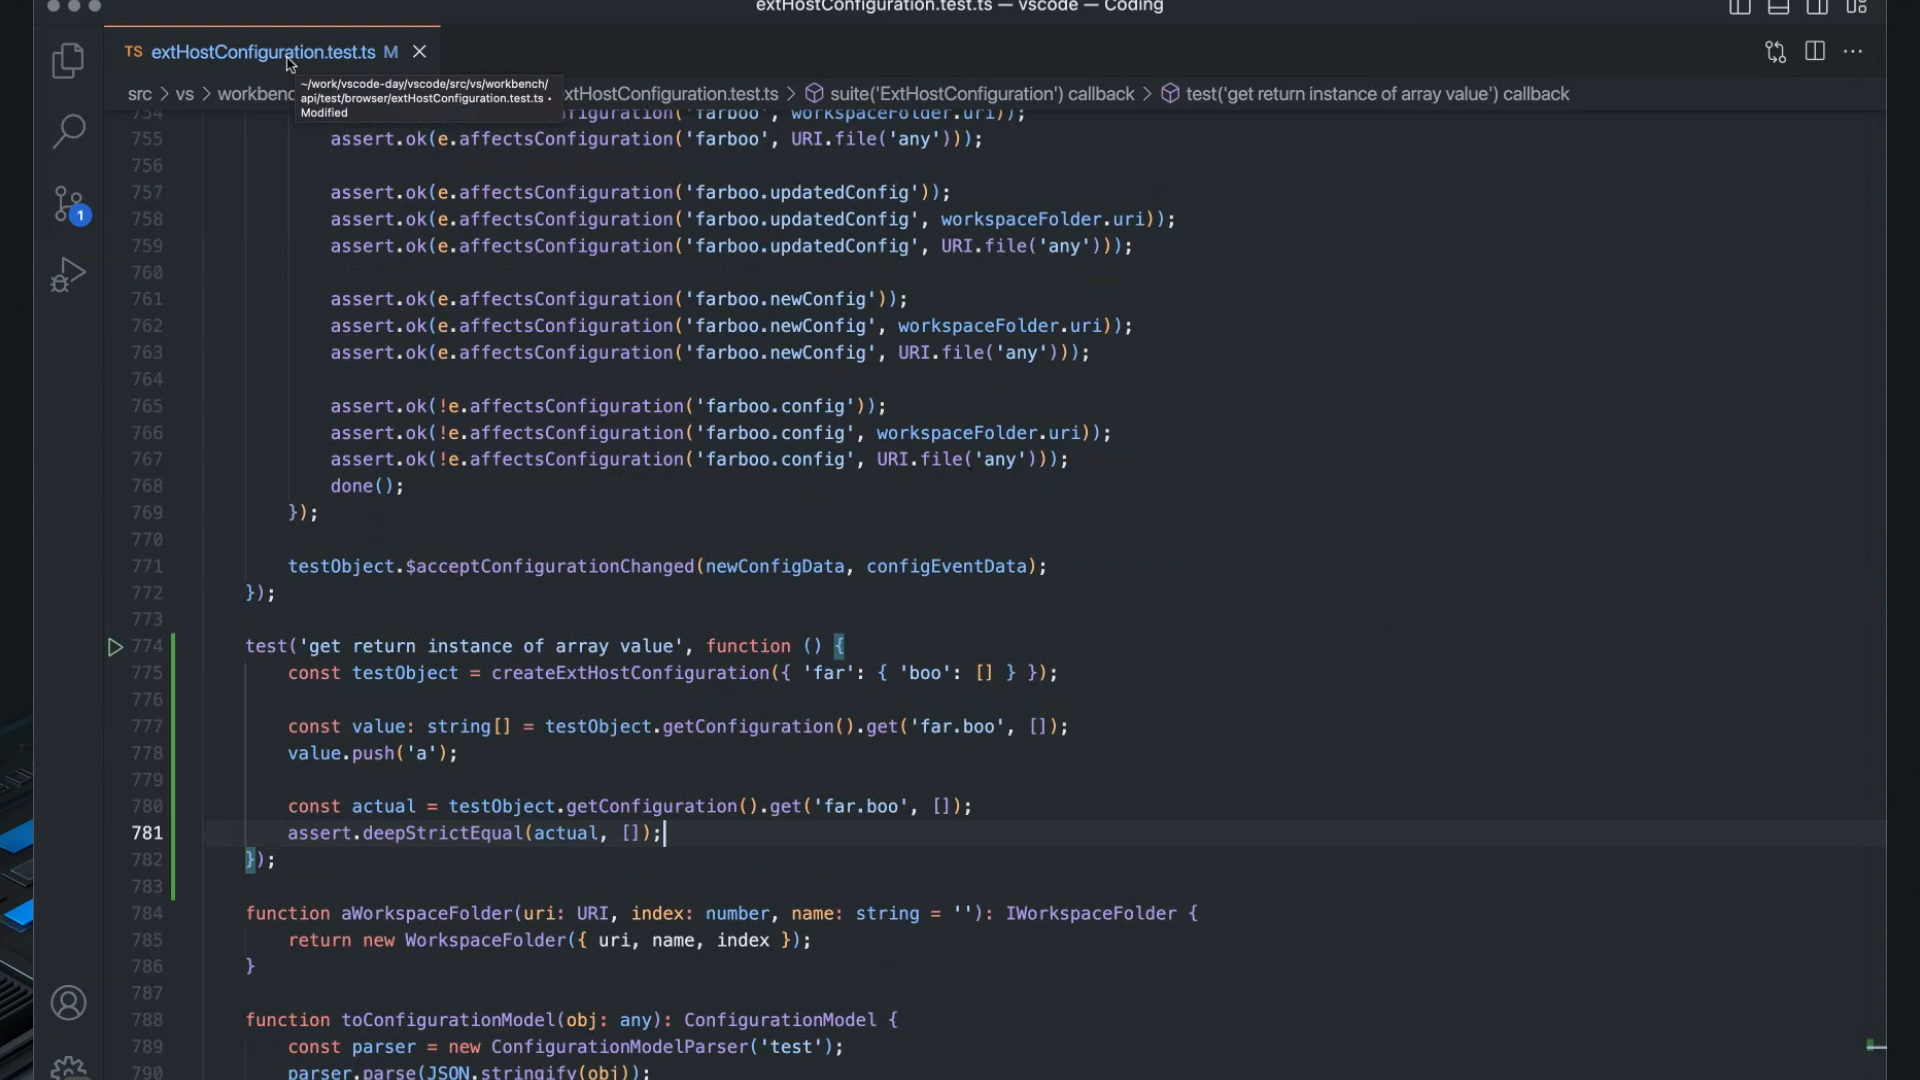 extHostConfiguration.test.ts — vscode — Coding
TS extHostConfiguration.test.ts M
src > vs > workbenc
xtHostConfiguration.test.ts > suite('ExtHostConfiguration') callback > test('get return instance of array value') callback
~/work/vscode-day/vscode/src/vs/workbench/
api/test/browser/extHostConfiguration.test.ts •
Modified
1
754 figuration('farboo', workspaceFolder.uri));
755 assert.ok(e.affectsConfiguration('farboo', URI.file('any')));
756
757 assert.ok(e.affectsConfiguration('farboo.updatedConfig'));
758 assert.ok(e.affectsConfiguration('farboo.updatedConfig', workspaceFolder.uri));
759 assert.ok(e.affectsConfiguration('farboo.updatedConfig', URI.file('any')));
760
761 assert.ok(e.affectsConfiguration('farboo.newConfig'));
762 assert.ok(e.affectsConfiguration('farboo.newConfig', workspaceFolder.uri));
763 assert.ok(e.affectsConfiguration('farboo.newConfig', URI.file('any')));
764
765 assert.ok(!e.affectsConfiguration('farboo.config'));
766 assert.ok(!e.affectsConfiguration('farboo.config', workspaceFolder.uri));
767 assert.ok(!e.affectsConfiguration('farboo.config', URI.file('any')));
768 done();
769 });
770
771 testObject.$acceptConfigurationChanged(newConfigData, configEventData);
772 });
773
774 test('get return instance of array value', function () {
775 const testObject = createExtHostConfiguration({ 'far': { 'boo': [] } });
776
777 const value: string[] = testObject.getConfiguration().get('far.boo', []);
778 value.push('a');
779
780 const actual = testObject.getConfiguration().get('far.boo', []);
781 assert.deepStrictEqual(actual, []);
782 });
783
784 function aWorkspaceFolder(uri: URI, index: number, name: string = ''): IWorkspaceFolder {
785 return new WorkspaceFolder({ uri, name, index });
786 }
787
788 function toConfigurationModel(obj: any): ConfigurationModel {
789 const parser = new ConfigurationModelParser('test');
790 parser.parse(JSON.stringify(obj));